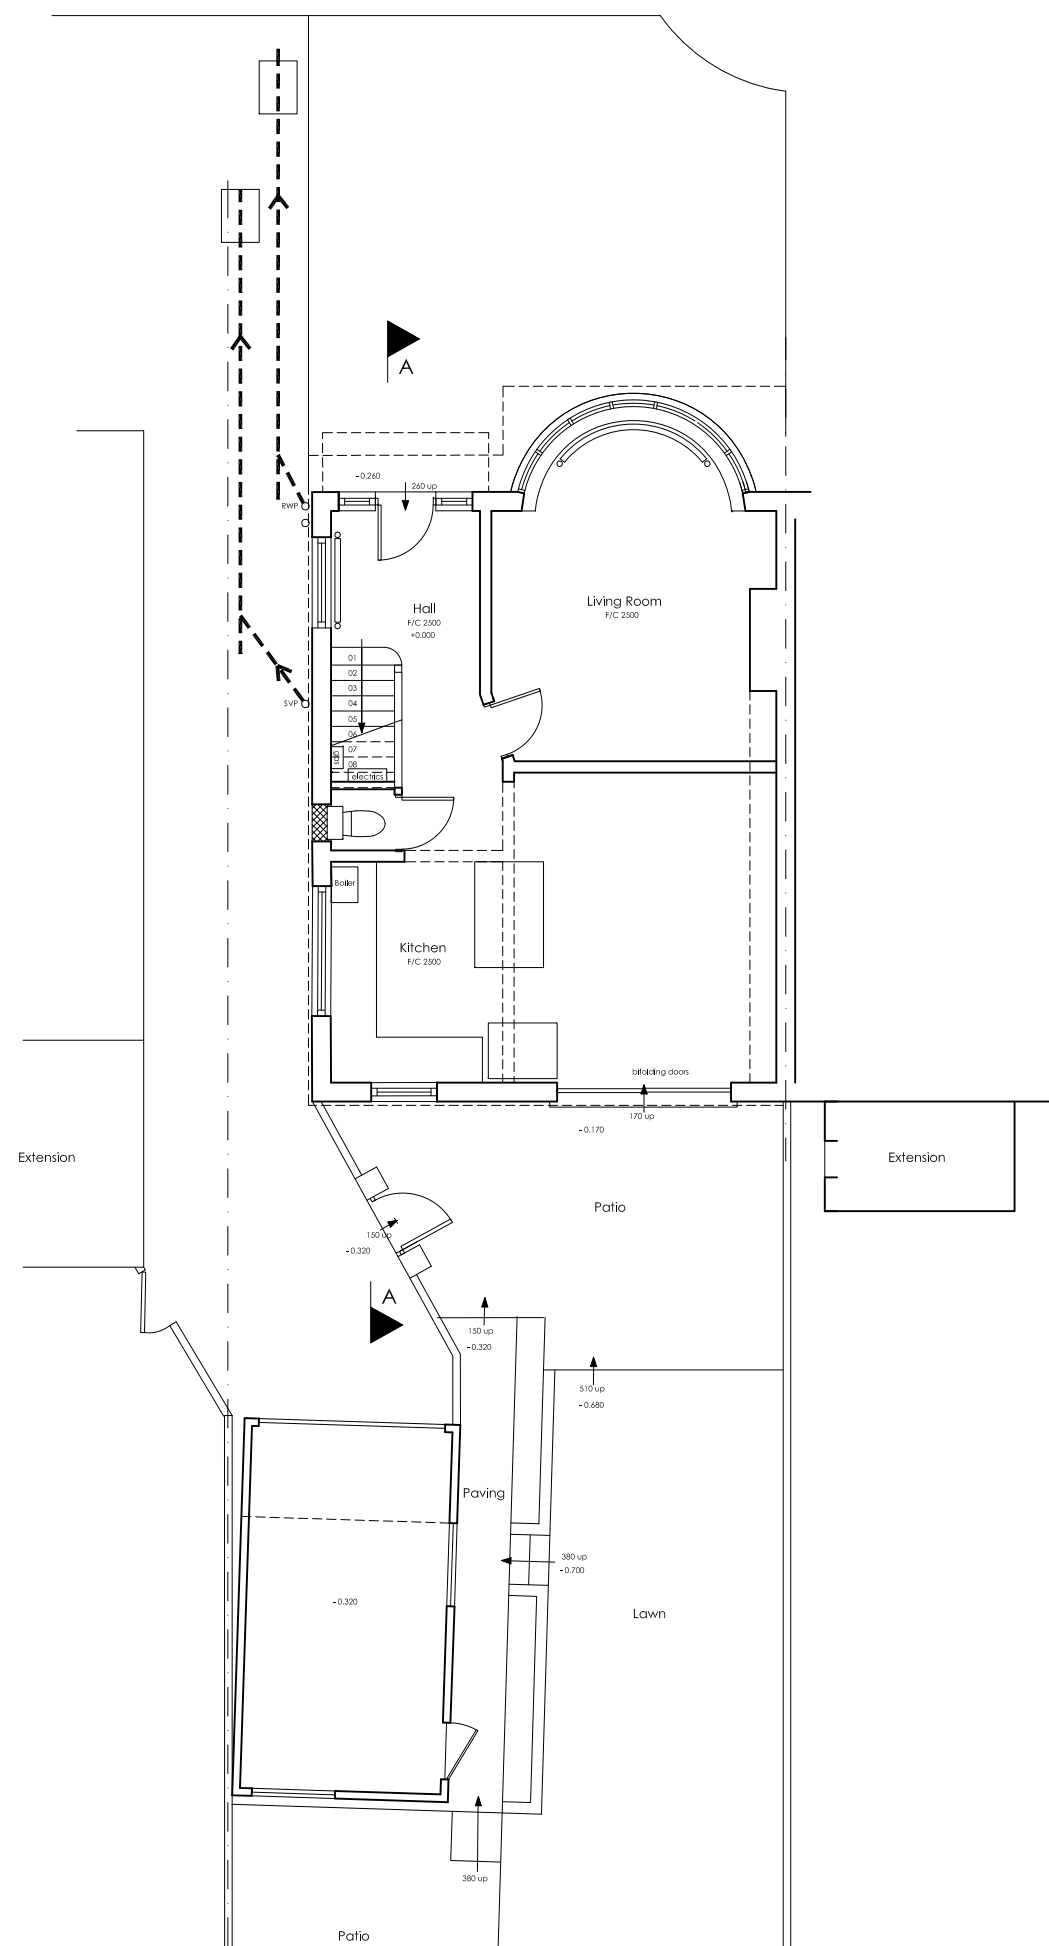 A
-0.260
260 up
RWP
Living Room
F/C 2500
Hall
F/C 2500
+0.000
01
02
03
04
05
06
07
08
SVP
gas
electrics
Boiler
Kitchen
F/C 2500
bifolding doors
170 up
-0.170
Extension
Extension
Patio
150 up
-0.320
A
150 up
-0.320
510 up
-0.680
Paving
380 up
-0.700
-0.320
Lawn
380 up
Patio